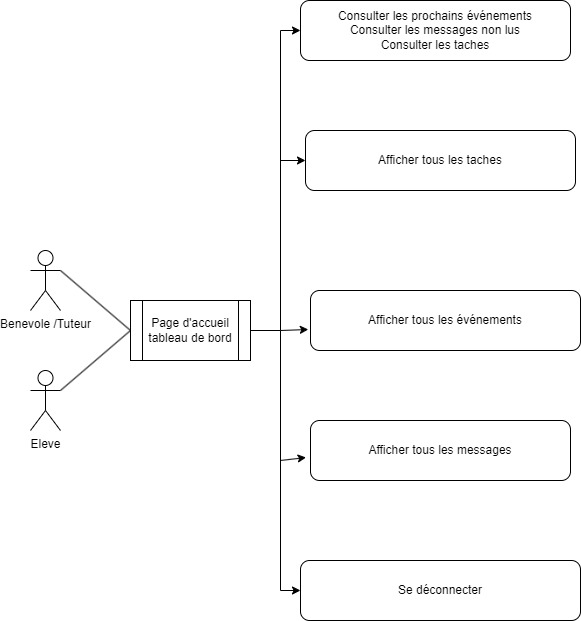 Consulter les prochains événements
Consulter les messages non lus
Consulter les taches
Afficher tous les taches
Benevole /Tuteur
Page d'accueil
tableau de bord
Afficher tous les événements
Eleve
Afficher tous les messages
Se déconnecter